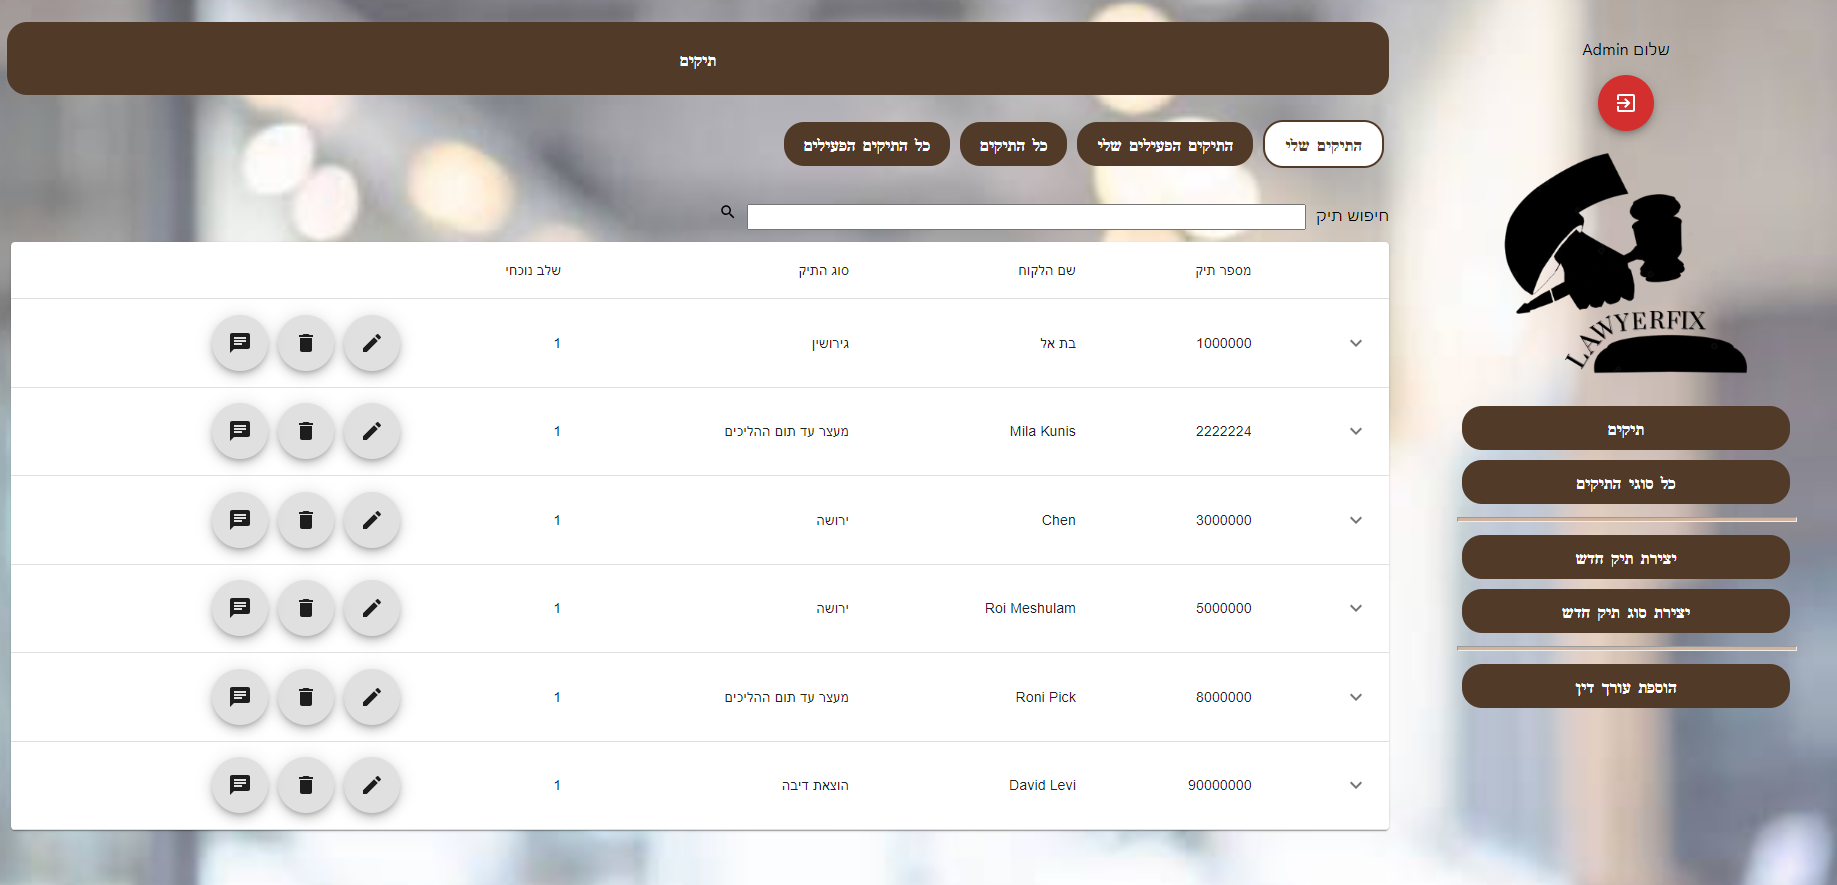 שלום Admin
LAWYERFIX
תיקים
כל סוגי התיקים
יצירת תיק חדש
יצירת סוג תיק חדש
הוספת עורך דין
תיקים
התיקים שלי
התיקים הפעילים שלי
כל התיקים
כל התיקים הפעילים
חיפוש תיק
מספר תיק שם הלקוח סוג התיק שלב נוכחי
1000000 בת אל גירושין 1
2222224 Mila Kunis מעצר עד תום ההליכים 1
3000000 Chen ירושה 1
5000000 Roi Meshulam ירושה 1
8000000 Roni Pick מעצר עד תום ההליכים 1
90000000 David Levi הוצאת דיבה 1